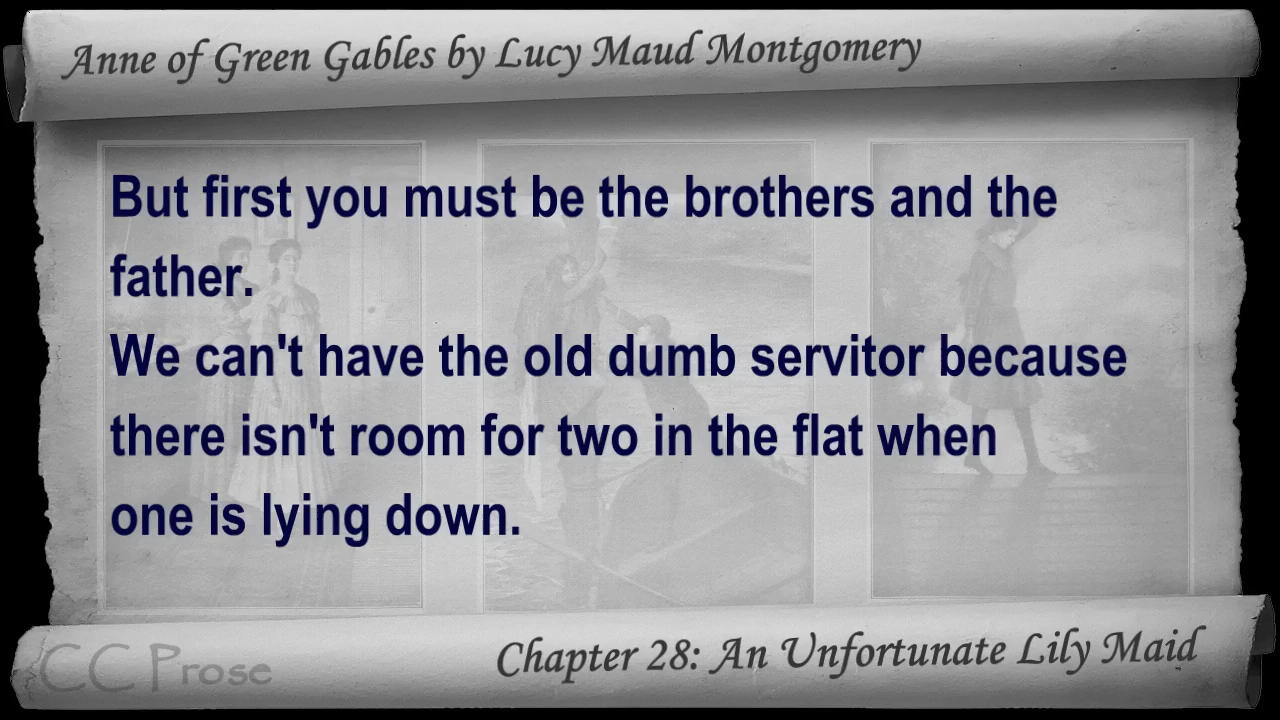 Anne of Green Gables by Lucy Maud Montgomery
But first you must be the brothers and the
father.
We can't have the old dumb servitor because
there isn't room for two in the flat when
one is lying down.
CC Prose
Chapter 28: An Unfortunate Lily Maid